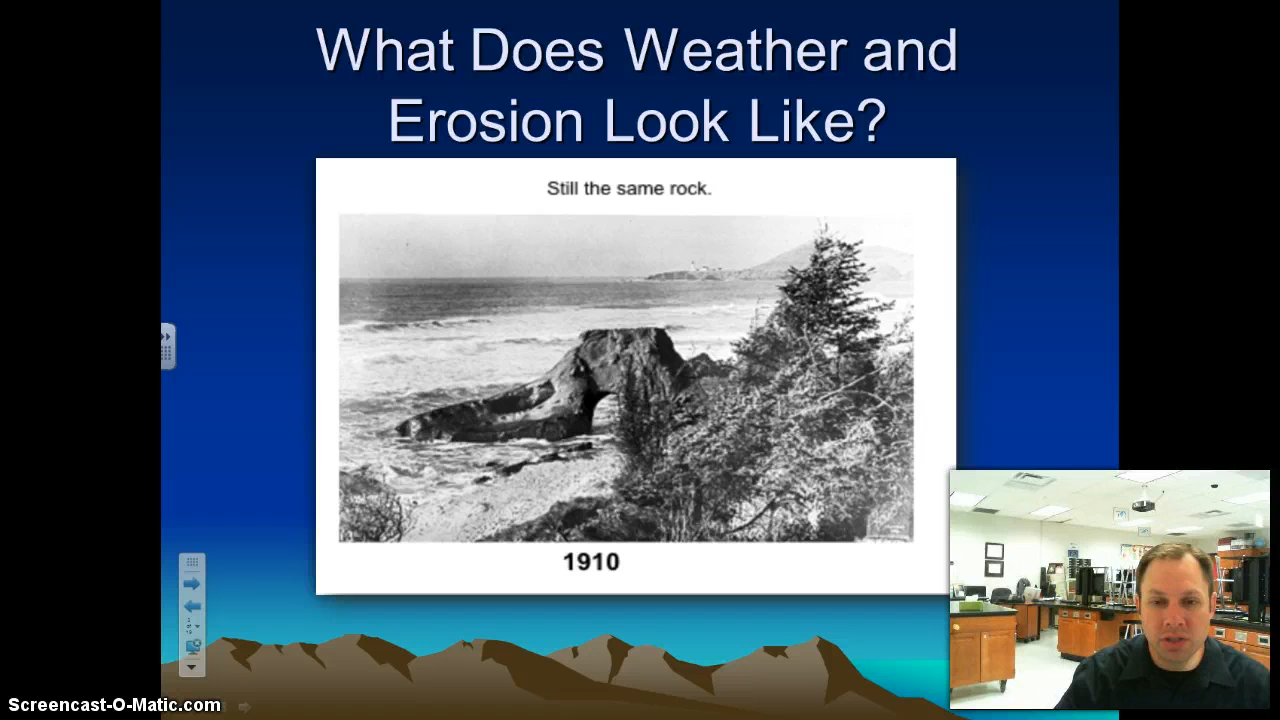 What Does Weather and
Erosion Look Like?
Still the same rock.
1910
Screencast-O-Matic.com